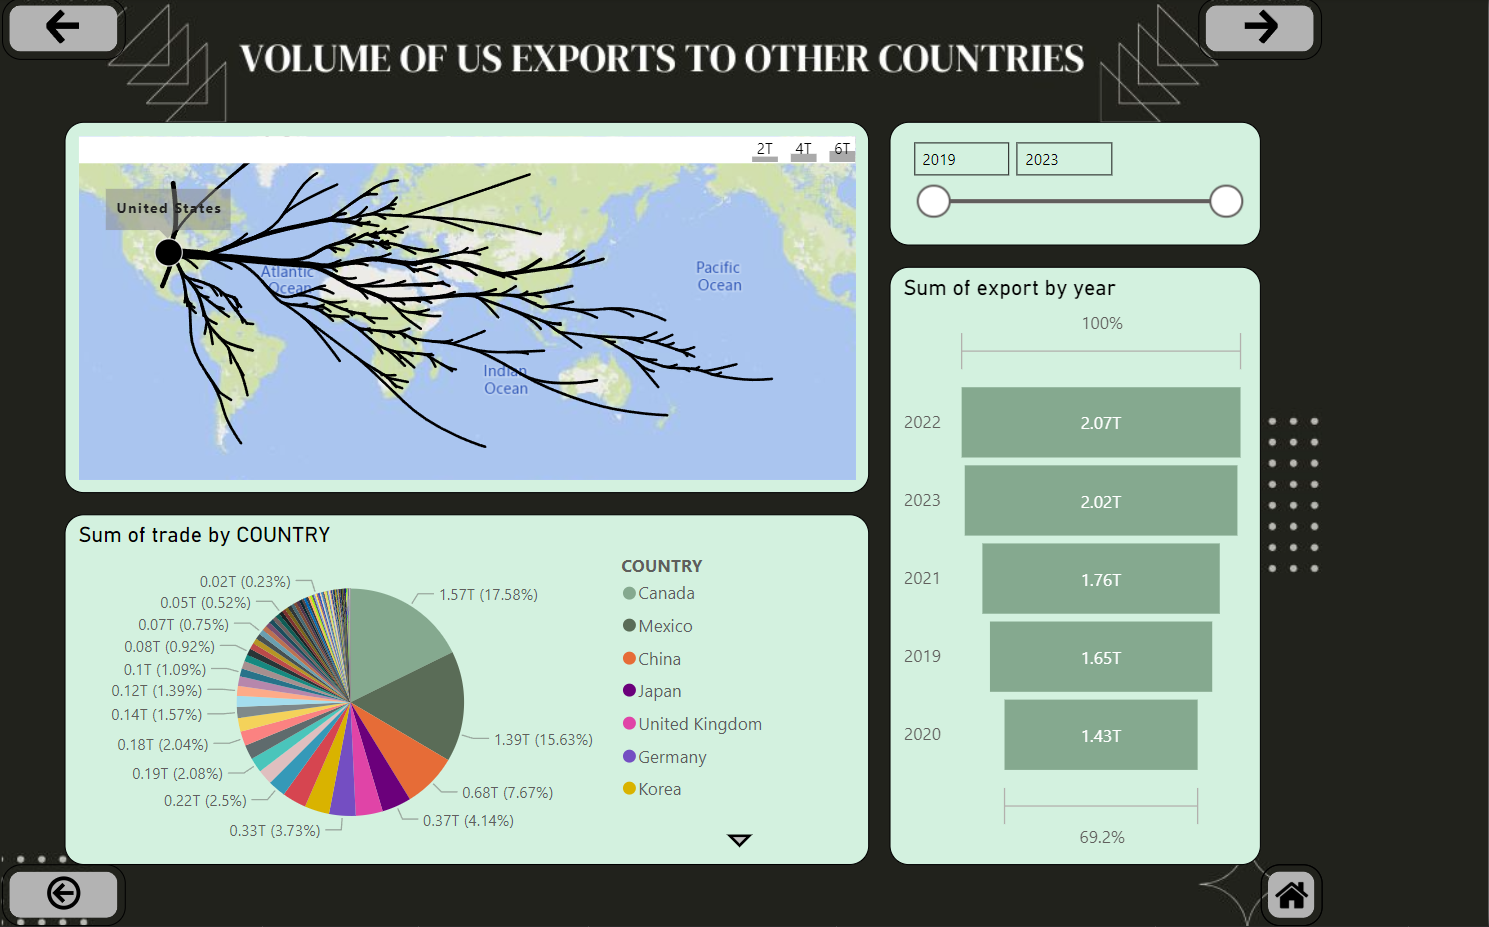 VOLUME OF US EXPORTS TO OTHER COUNTRIES
2T 4T 6T
United States
Atlantic
Ocean
Pacific
Ocean
Indian
Ocean
2019 2023
Sum of export by year
100%
2022 2.07T
2023 2.02T
2021 1.76T
2019 1.65T
2020 1.43T
69.2%
Sum of trade by COUNTRY
0.02T (0.23%)
0.05T (0.52%)
0.07T (0.75%)
0.08T (0.92%)
0.1T (1.09%)
0.12T (1.39%)
0.14T (1.57%)
0.18T (2.04%)
0.19T (2.08%)
0.22T (2.5%)
0.33T (3.73%)
1.57T (17.58%)
1.39T (15.63%)
0.68T (7.67%)
0.37T (4.14%)
COUNTRY
Canada
Mexico
China
Japan
United Kingdom
Germany
Korea